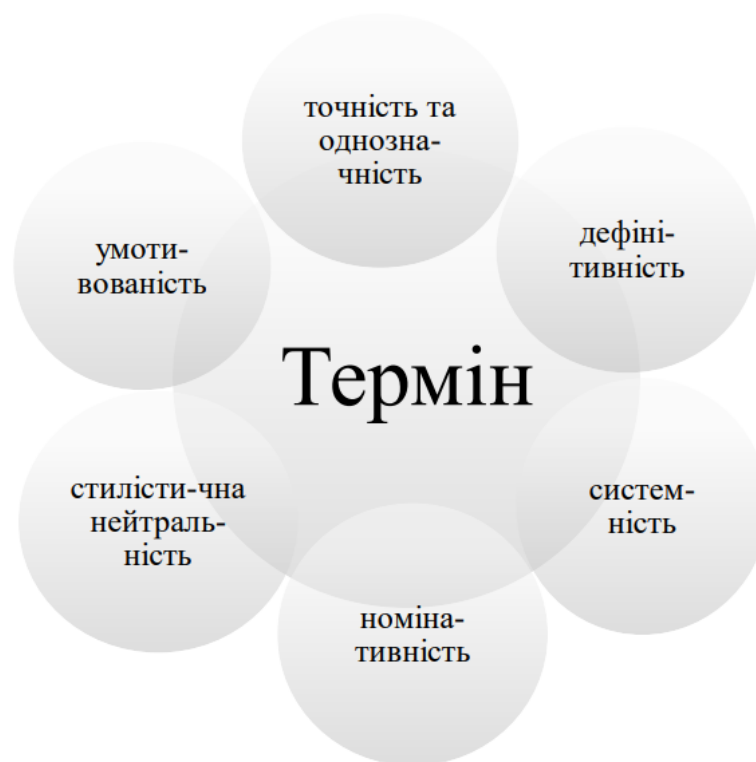 точність та
однозна-
чність
умоти-
вованість
дефіні-
тивність
Термін
стилісти-чна
нейтраль-
ність
систем-
ність
номіна-
тивність